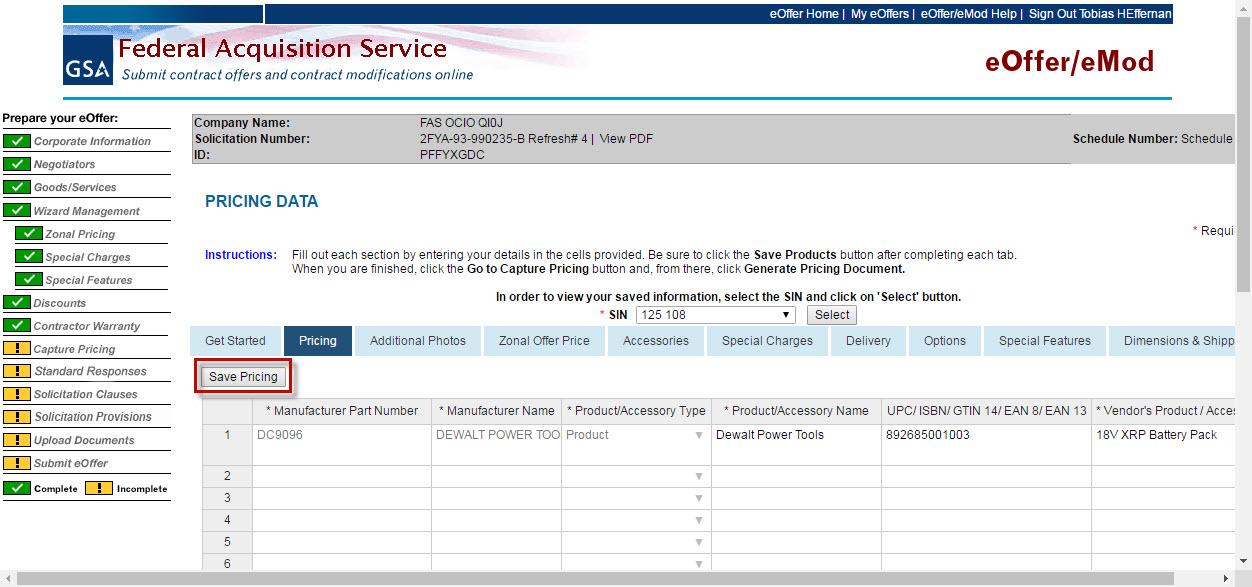 eOffer Home | My eOffers | eOffer/eMod Help | Sign Out Tobias HEffernan
GSA
Federal Acquisition Service
Submit contract offers and contract modifications online
eOffer/eMod
Prepare your eOffer:
Corporate Information
Negotiators
Goods/Services
Wizard Management
Zonal Pricing
Special Charges
Special Features
Discounts
Contractor Warranty
Capture Pricing
Standard Responses
Solicitation Clauses
Solicitation Provisions
Upload Documents
Submit eOffer
Complete ! Incomplete
Company Name: FAS OCIO QI0J
Solicitation Number: 2FYA-93-990235-B Refresh# 4 | View PDF Schedule Number: Schedule
ID: PFFYXGDC
PRICING DATA
* Requi
Instructions: Fill out each section by entering your details in the cells provided. Be sure to click the Save Products button after completing each tab.
When you are finished, click the Go to Capture Pricing button and, from there, click Generate Pricing Document.
In order to view your saved information, select the SIN and click on 'Select' button.
* SIN 125 108 Select
Get Started Pricing Additional Photos Zonal Offer Price Accessories Special Charges Delivery Options Special Features Dimensions & Shipp
Save Pricing
* Manufacturer Part Number * Manufacturer Name * Product/Accessory Type * Product/Accessory Name UPC/ ISBN/ GTIN 14/ EAN 8/ EAN 13 * Vendor's Product / Acces
1 DC9096 DEWALT POWER TOO Product Dewalt Power Tools 892685001003 18V XRP Battery Pack
2
3
4
5
6